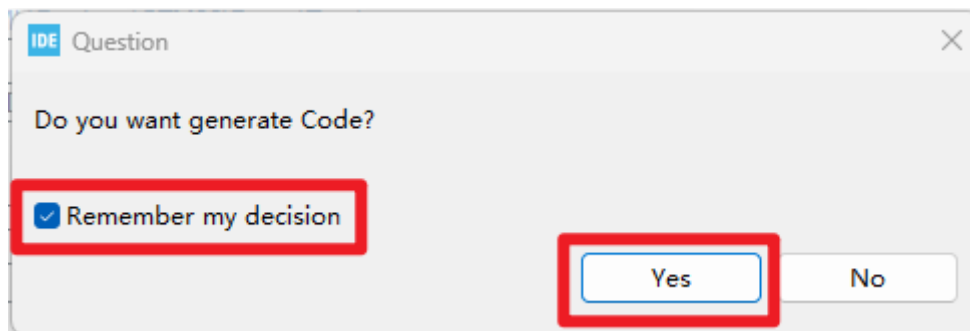 IDE Question
Do you want generate Code?
Remember my decision
Yes No